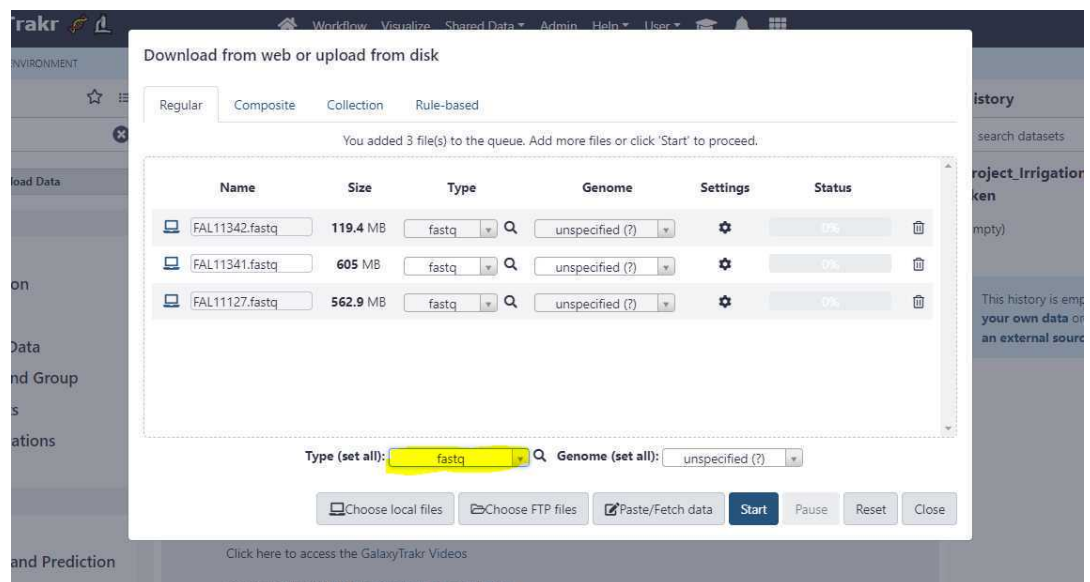 rakr Workflow Visualize Shared Data Admin Help User
NVIRONMENT
Download from web or upload from disk
Regular Composite Collection Rule-based
istory
You added 3 file(s) to the queue. Add more files or click 'Start' to proceed.
search datasets
load Data
Name Size Type Genome Settings Status
roject_Irrigation
ken
FAL11342.fastq 119.4 MB fastq unspecified (?) 0%
mpty)
FAL11341.fastq 605 MB fastq unspecified (?) 0%
on
FAL11127.fastq 562.9 MB fastq unspecified (?) 0%
This history is emp
your own data or
an external sourc
Data
nd Group
s
ations
Type (set all): fastq Genome (set all): unspecified (?)
Choose local files Choose FTP files Paste/Fetch data Start Pause Reset Close
Click here to access the GalaxyTrakr Videos
and Prediction